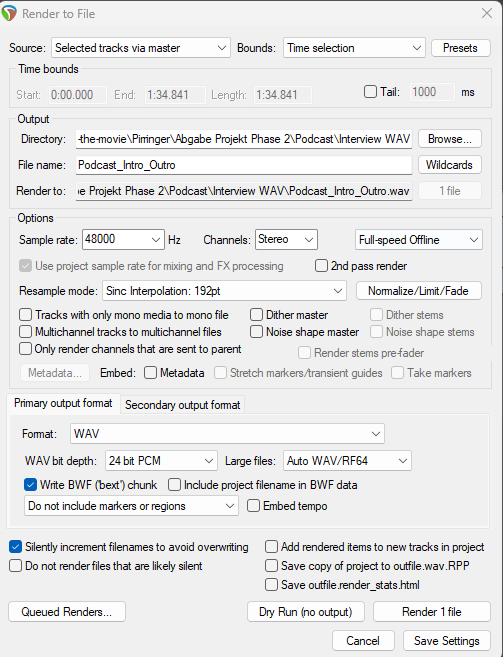 Render to File
Source: Selected tracks via master Bounds: Time selection Presets
Time bounds
Start: 0:00.000 End: 1:34.841 Length: 1:34.841 Tail: 1000 ms
Output
Directory: -the-movie\Pirringer\Abgabe Projekt Phase 2\Podcast\Interview WAV Browse...
File name: Podcast_Intro_Outro Wildcards
Render to: be Projekt Phase 2\Podcast\Interview WAV\Podcast_Intro_Outro.wav 1 file
Options
Sample rate: 48000 Hz Channels: Stereo Full-speed Offline
Use project sample rate for mixing and FX processing 2nd pass render
Resample mode: Sinc Interpolation: 192pt Normalize/Limit/Fade
Tracks with only mono media to mono file Dither master Dither stems
Multichannel tracks to multichannel files Noise shape master Noise shape stems
Only render channels that are sent to parent Render stems pre-fader
Metadata... Embed: Metadata Stretch markers/transient guides Take markers
Primary output format Secondary output format
Format: WAV
WAV bit depth: 24 bit PCM Large files: Auto WAV/RF64
Write BWF ('bext') chunk Include project filename in BWF data
Do not include markers or regions Embed tempo
Silently increment filenames to avoid overwriting Add rendered items to new tracks in project
Do not render files that are likely silent Save copy of project to outfile.wav.RPP
Save outfile.render_stats.html
Queued Renders... Dry Run (no output) Render 1 file
Cancel Save Settings